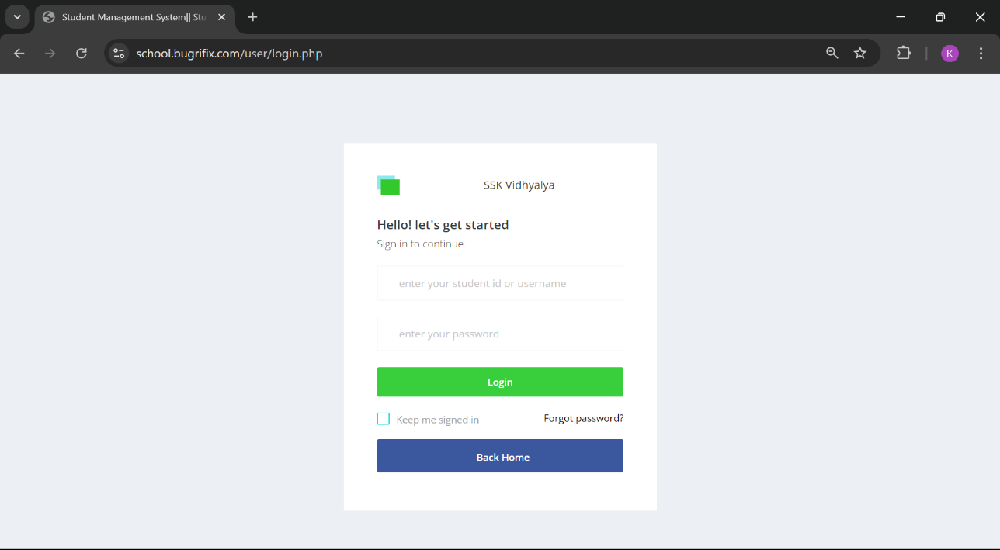 Student Management System|| Stu
school.bugrifix.com/user/login.php
K
SSK Vidhyalya
Hello! let's get started
Sign in to continue.
enter your student id or username
enter your password
Login
Keep me signed in
Forgot password?
Back Home